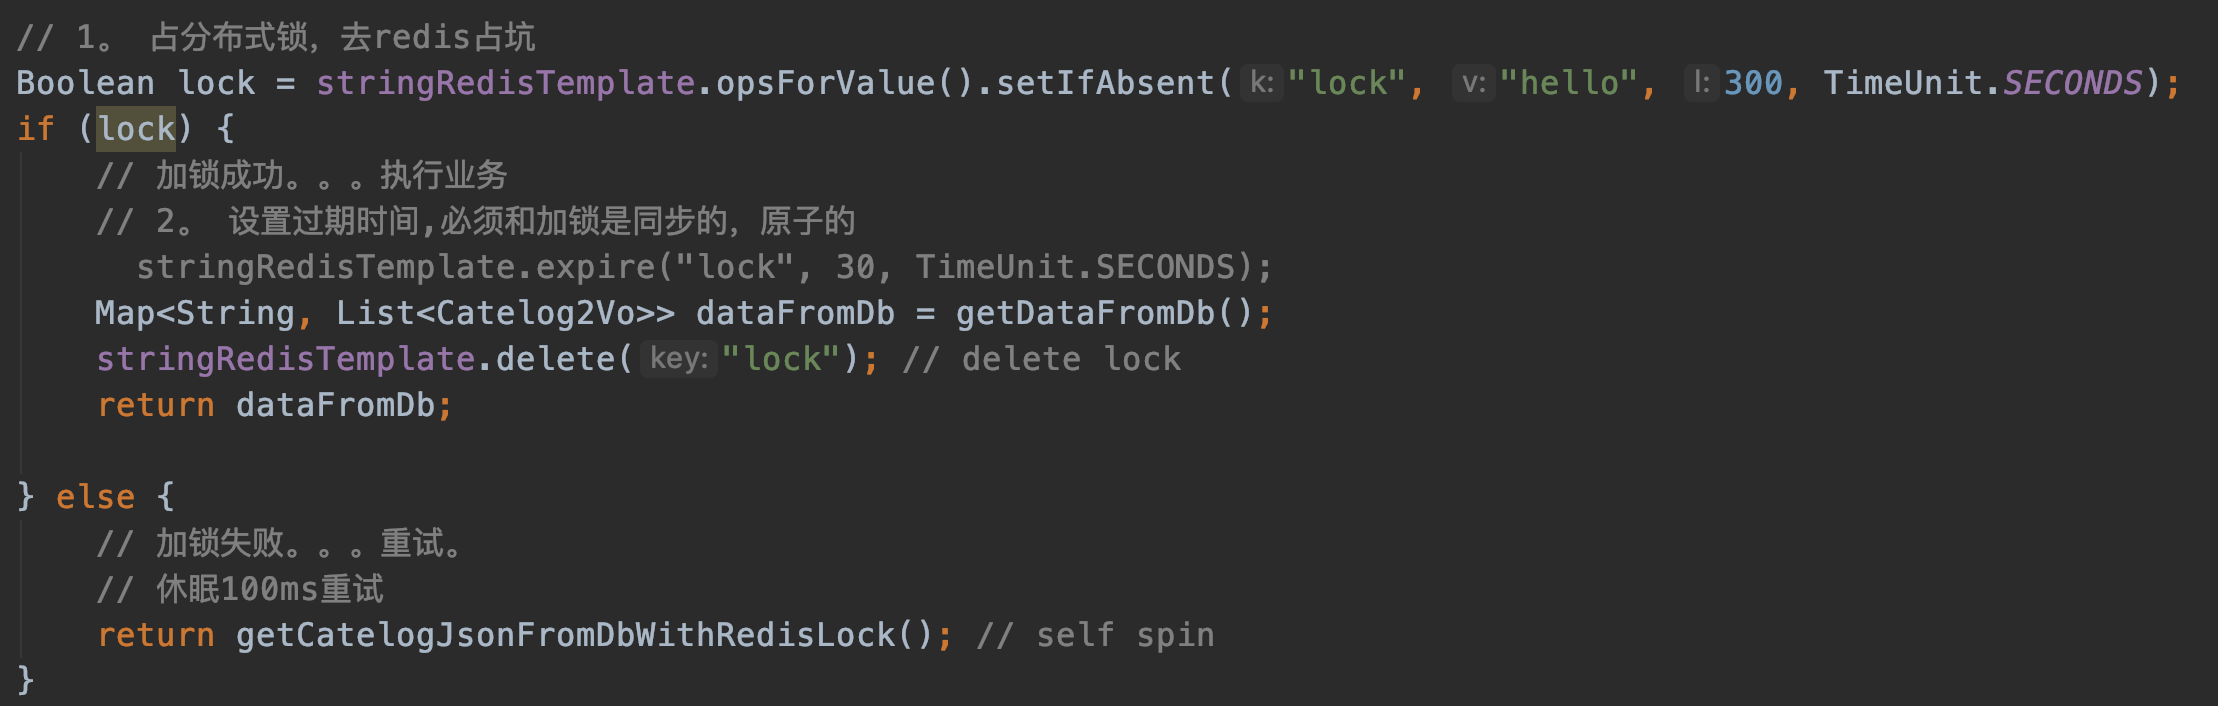 // 1。 占分布式锁，去redis占坑
Boolean lock = stringRedisTemplate.opsForValue().setIfAbsent( k: "lock", v: "hello", l: 300, TimeUnit.SECONDS);
if (lock) {
    // 加锁成功。。。执行业务
    // 2。 设置过期时间,必须和加锁是同步的，原子的
      stringRedisTemplate.expire("lock", 30, TimeUnit.SECONDS);
    Map<String, List<Catelog2Vo>> dataFromDb = getDataFromDb();
    stringRedisTemplate.delete( key: "lock"); // delete lock
    return dataFromDb;
} else {
    // 加锁失败。。。重试。
    // 休眠100ms重试
    return getCatelogJsonFromDbWithRedisLock(); // self spin
}